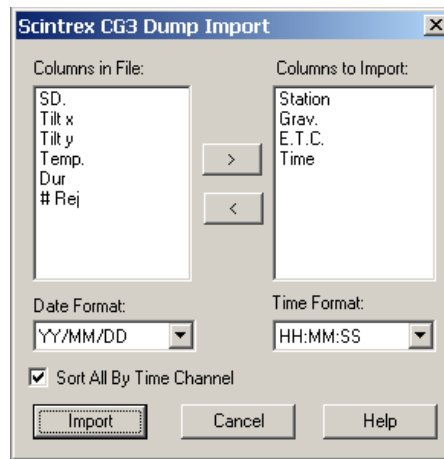 Scintrex CG3 Dump Import
Columns in File:
Columns to Import:
SD.
Tilt x
Tilt y
Temp.
Dur
# Rej
>
<
Station
Grav.
E.T.C.
Time
Date Format:
Time Format:
YY/MM/DD
HH:MM:SS
Sort All By Time Channel
Import
Cancel
Help